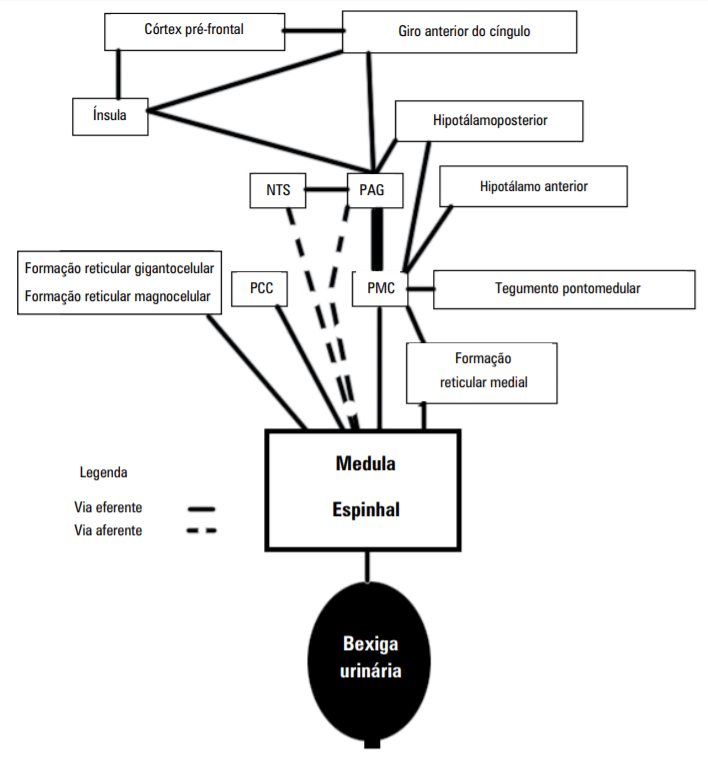 Córtex pré-frontal
Giro anterior do cíngulo
Ínsula
Hipotálamoposterior
NTS
PAG
Hipotálamo anterior
Formação reticular gigantocelular
Formação reticular magnocelular
PCC
PMC
Tegumento pontomedular
Formação
reticular medial
Medula
Espinhal
Legenda
Via eferente
Via aferente
Bexiga
urinária